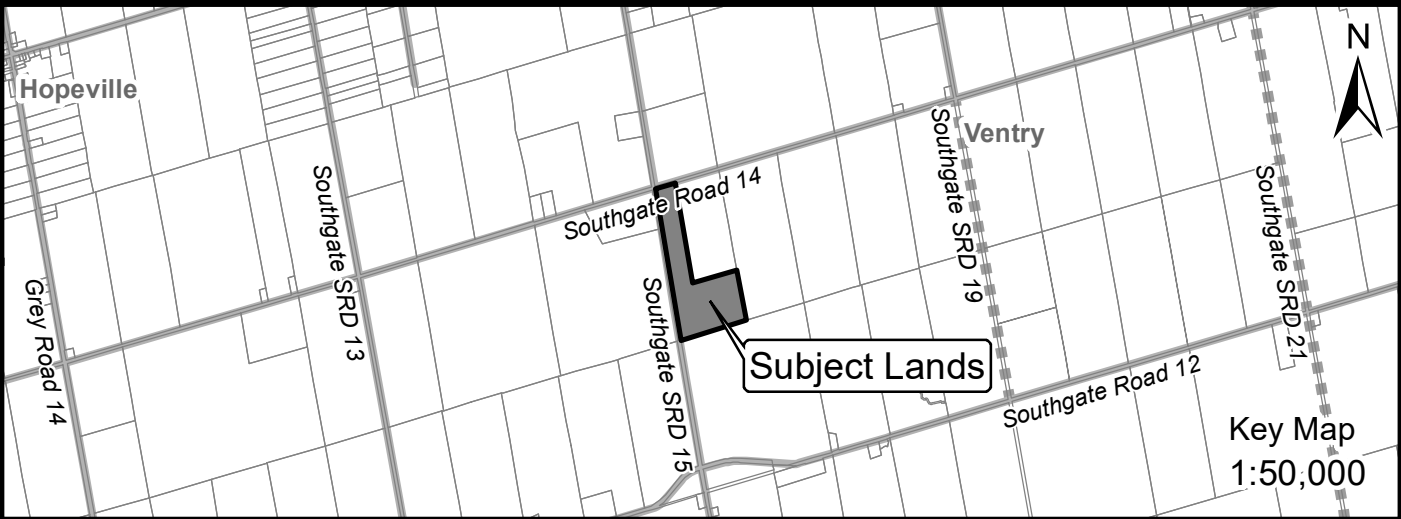 Hopeville
N
Ventry
Southgate Road 14
Southgate SRD 13
Southgate SRD 19
Southgate SRD 21
Grey Road 14
Southgate SRD 15
Subject Lands
Southgate Road 12
Key Map
1:50,000